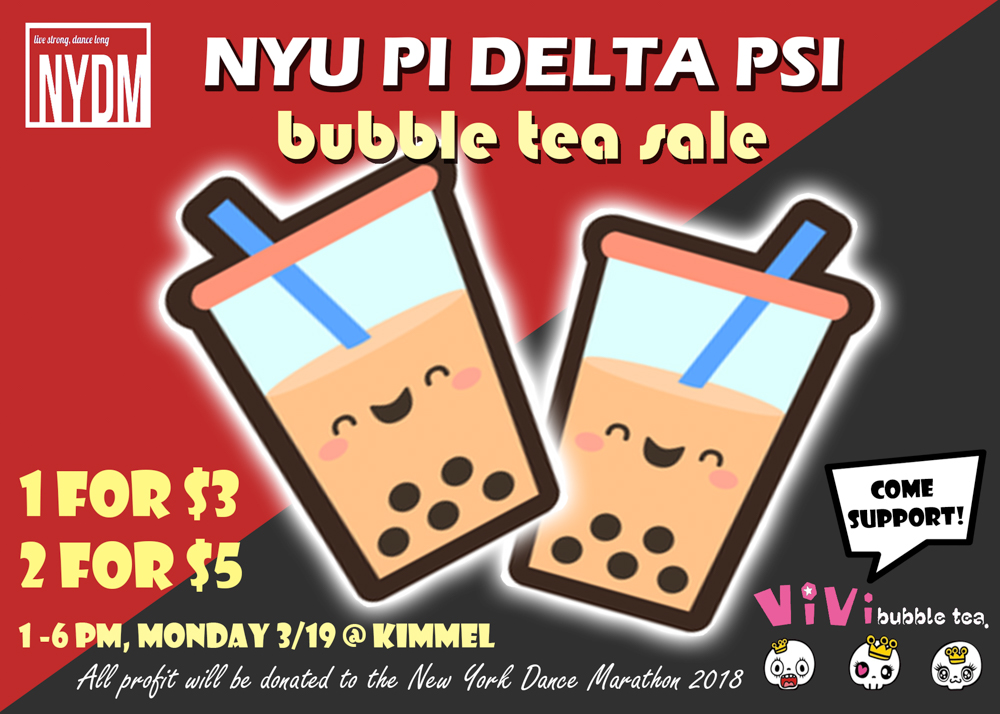 live strong, dance long
NYDM
NYU PI DELTA PSI
bubble tea sale
1 FOR $3
2 FOR $5
COME
SUPPORT!
ViVi bubble tea.
1 -6 PM, MONDAY 3/19 @ KIMMEL
All profit will be donated to the New York Dance Marathon 2018